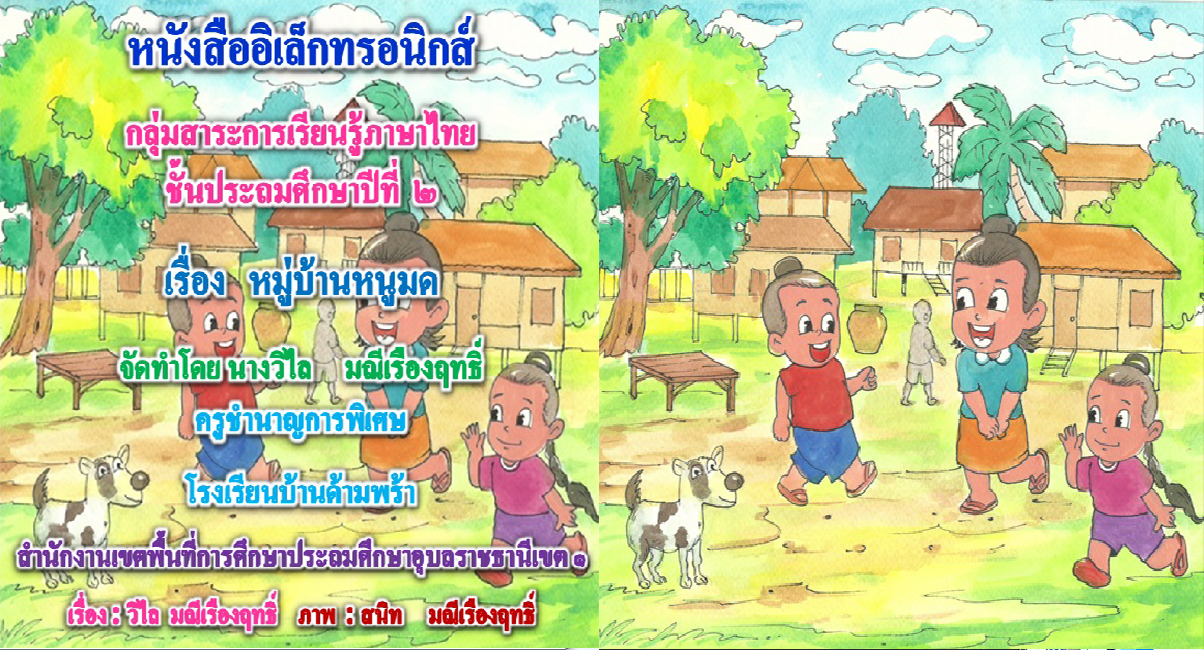 หนังสืออิเล็กทรอนิกส์
กลุ่มสาระการเรียนรู้ภาษาไทย
ชั้นประถมศึกษาปีที่ ๒
เรื่อง หมู่บ้านหนูมด
จัดทำโดย นางวิไล มณีเรืองฤทธิ์
ครูชำนาญการพิเศษ
โรงเรียนบ้านด้ามพร้า
สำนักงานเขตพื้นที่การศึกษาประถมศึกษาอุบลราชธานีเขต ๑
เรื่อง : วิไล มณีเรืองฤทธิ์ ภาพ : สนิท มณีเรืองฤทธิ์